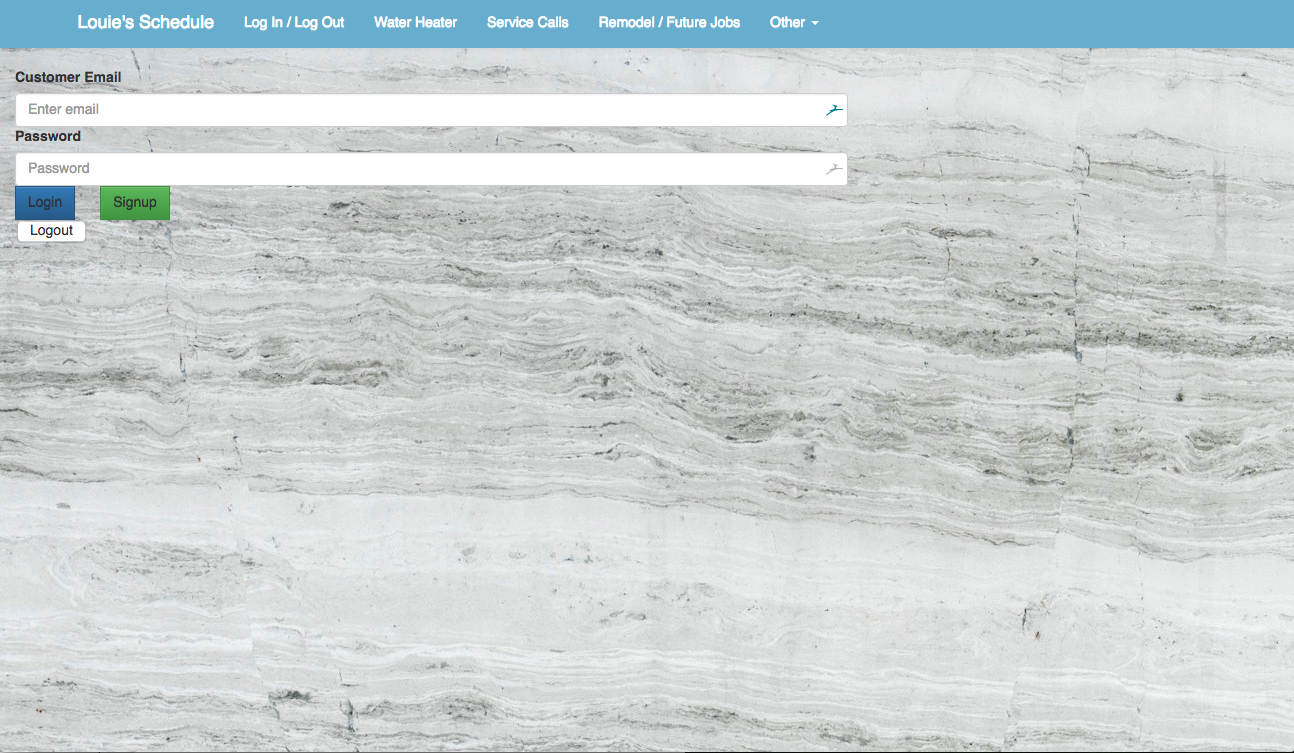 Louie's Schedule Log In / Log Out Water Heater Service Calls Remodel / Future Jobs Other
Customer Email
Enter email
Password
Password
Login Signup
Logout